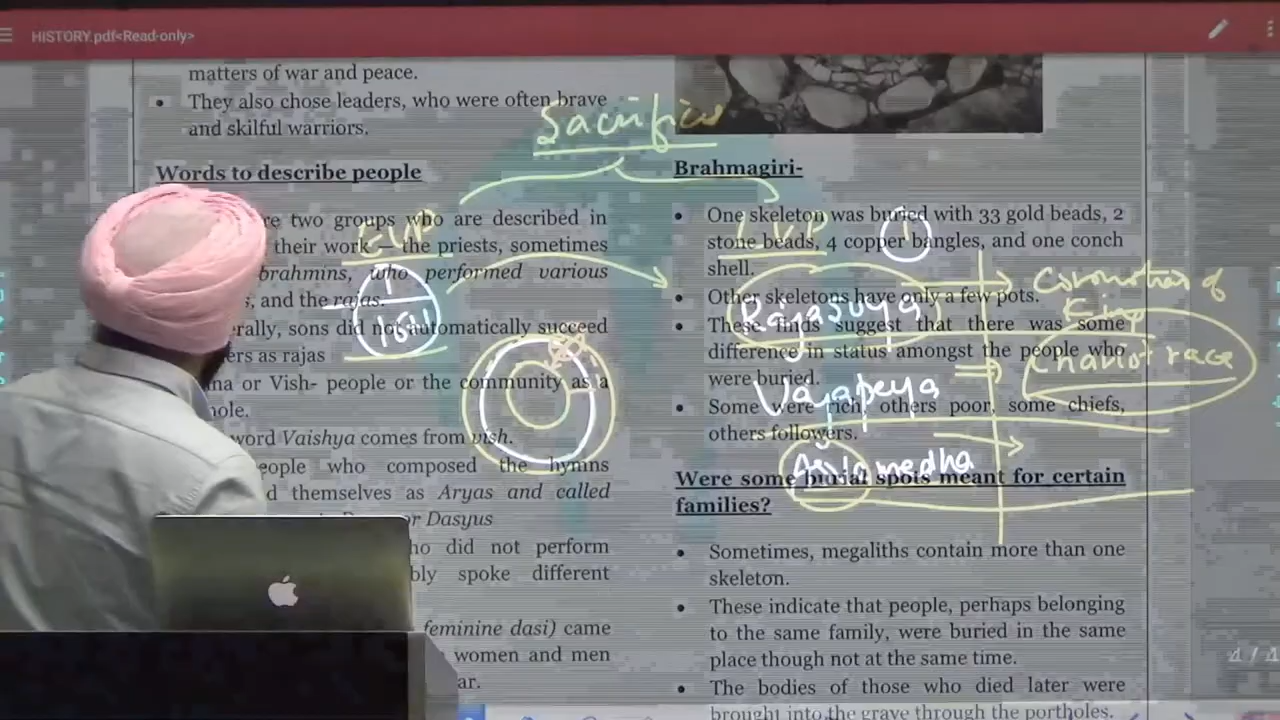 HISTORY.pdf<Read-only>
matters of war and peace.
• They also chose leaders, who were often brave
and skilful warriors.
Words to describe people
re two groups who are described in
their work — the priests, sometimes
brahmins, who performed various
s, and the rajas.
erally, sons did not automatically succeed
ers as rajas
na or Vish- people or the community as a
hole.
word Vaishya comes from vish.
eople who composed the hymns
d themselves as Aryas and called
or Dasyus
ho did not perform
bly spoke different
feminine dasi) came
women and men
ar.
Sacrifice
EVP
LVP
1
1
Rajasuya
Coronation of
King
Vajapeya
Chariot race
Asvamedha
Brahmagiri-
• One skeleton was buried with 33 gold beads, 2
stone beads, 4 copper bangles, and one conch
shell.
• Other skeletons have only a few pots.
• These finds suggest that there was some
difference in status amongst the people who
were buried.
• Some were rich, others poor, some chiefs,
others followers.
Were some burial spots meant for certain
families?
• Sometimes, megaliths contain more than one
skeleton.
• These indicate that people, perhaps belonging
to the same family, were buried in the same
place though not at the same time.
• The bodies of those who died later were
brought into the grave through the portholes.